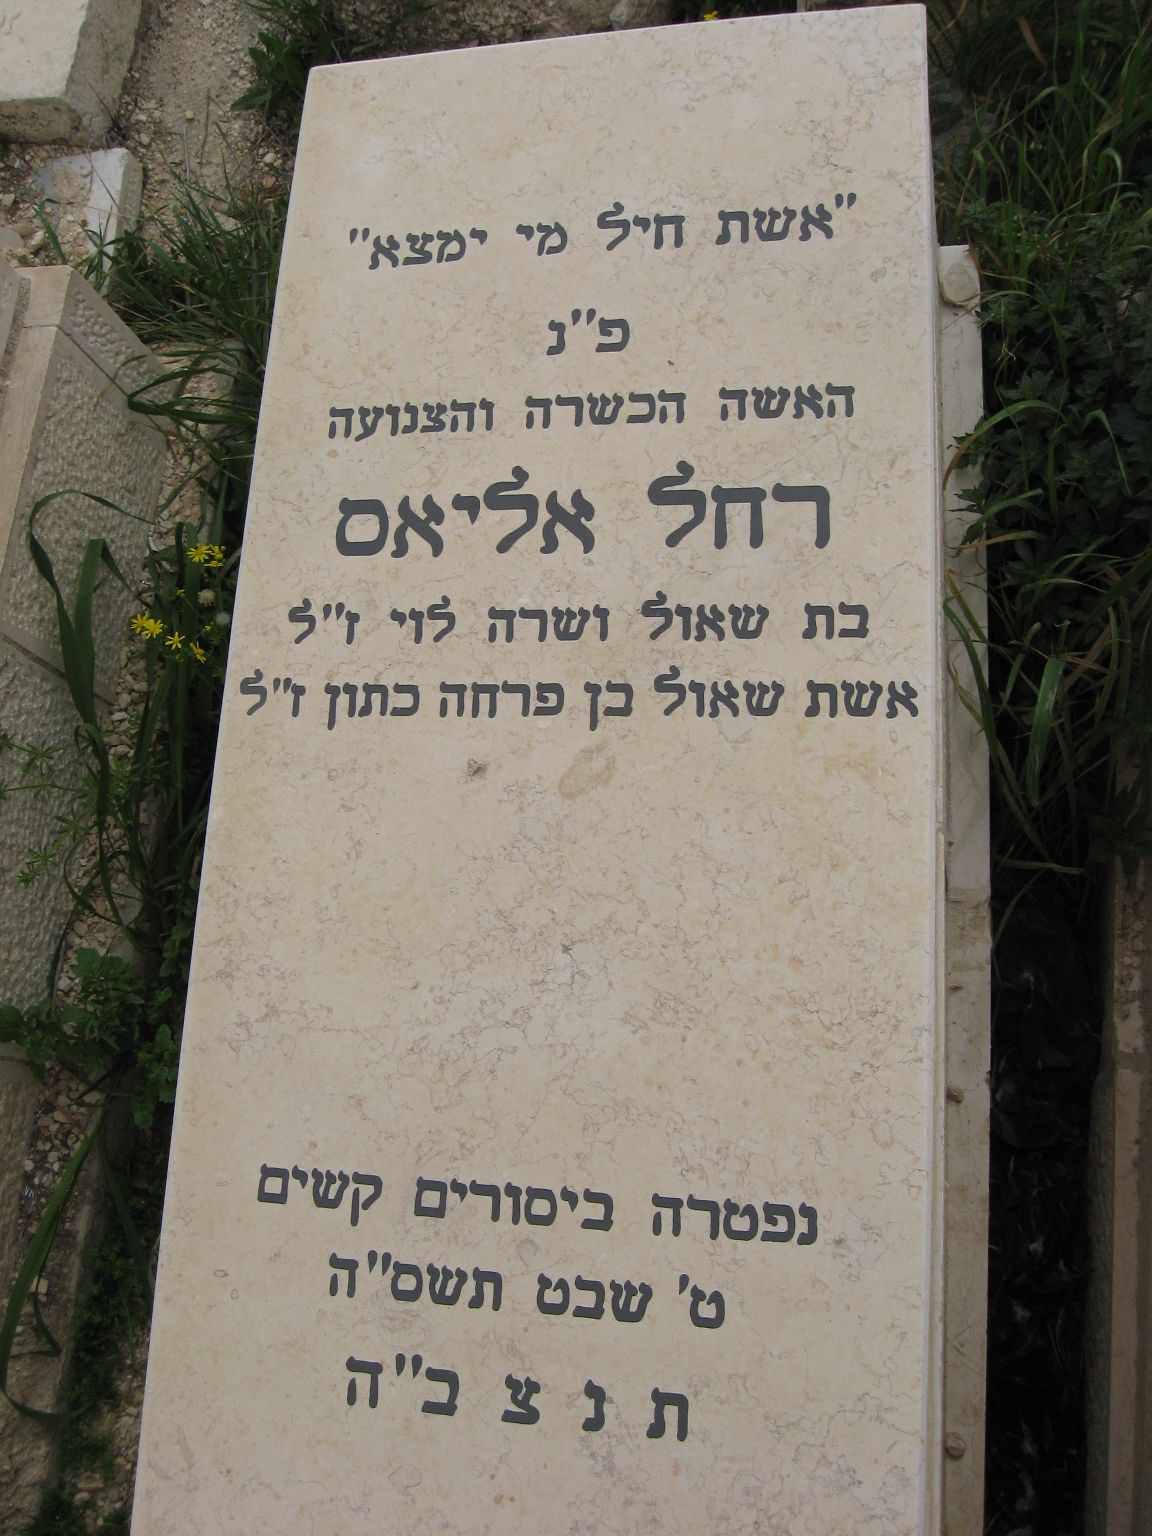 "אשת חיל מי ימצא"
פ"נ
האשה הכשרה והצנועה
רחל אליאס
בת שאול ושרה לוי ז"ל
אשת שאול בן פרחה כתון ז"ל
נפטרה ביסורים קשים
ט' שבט תשס"ה
ת נ צ ב"ה